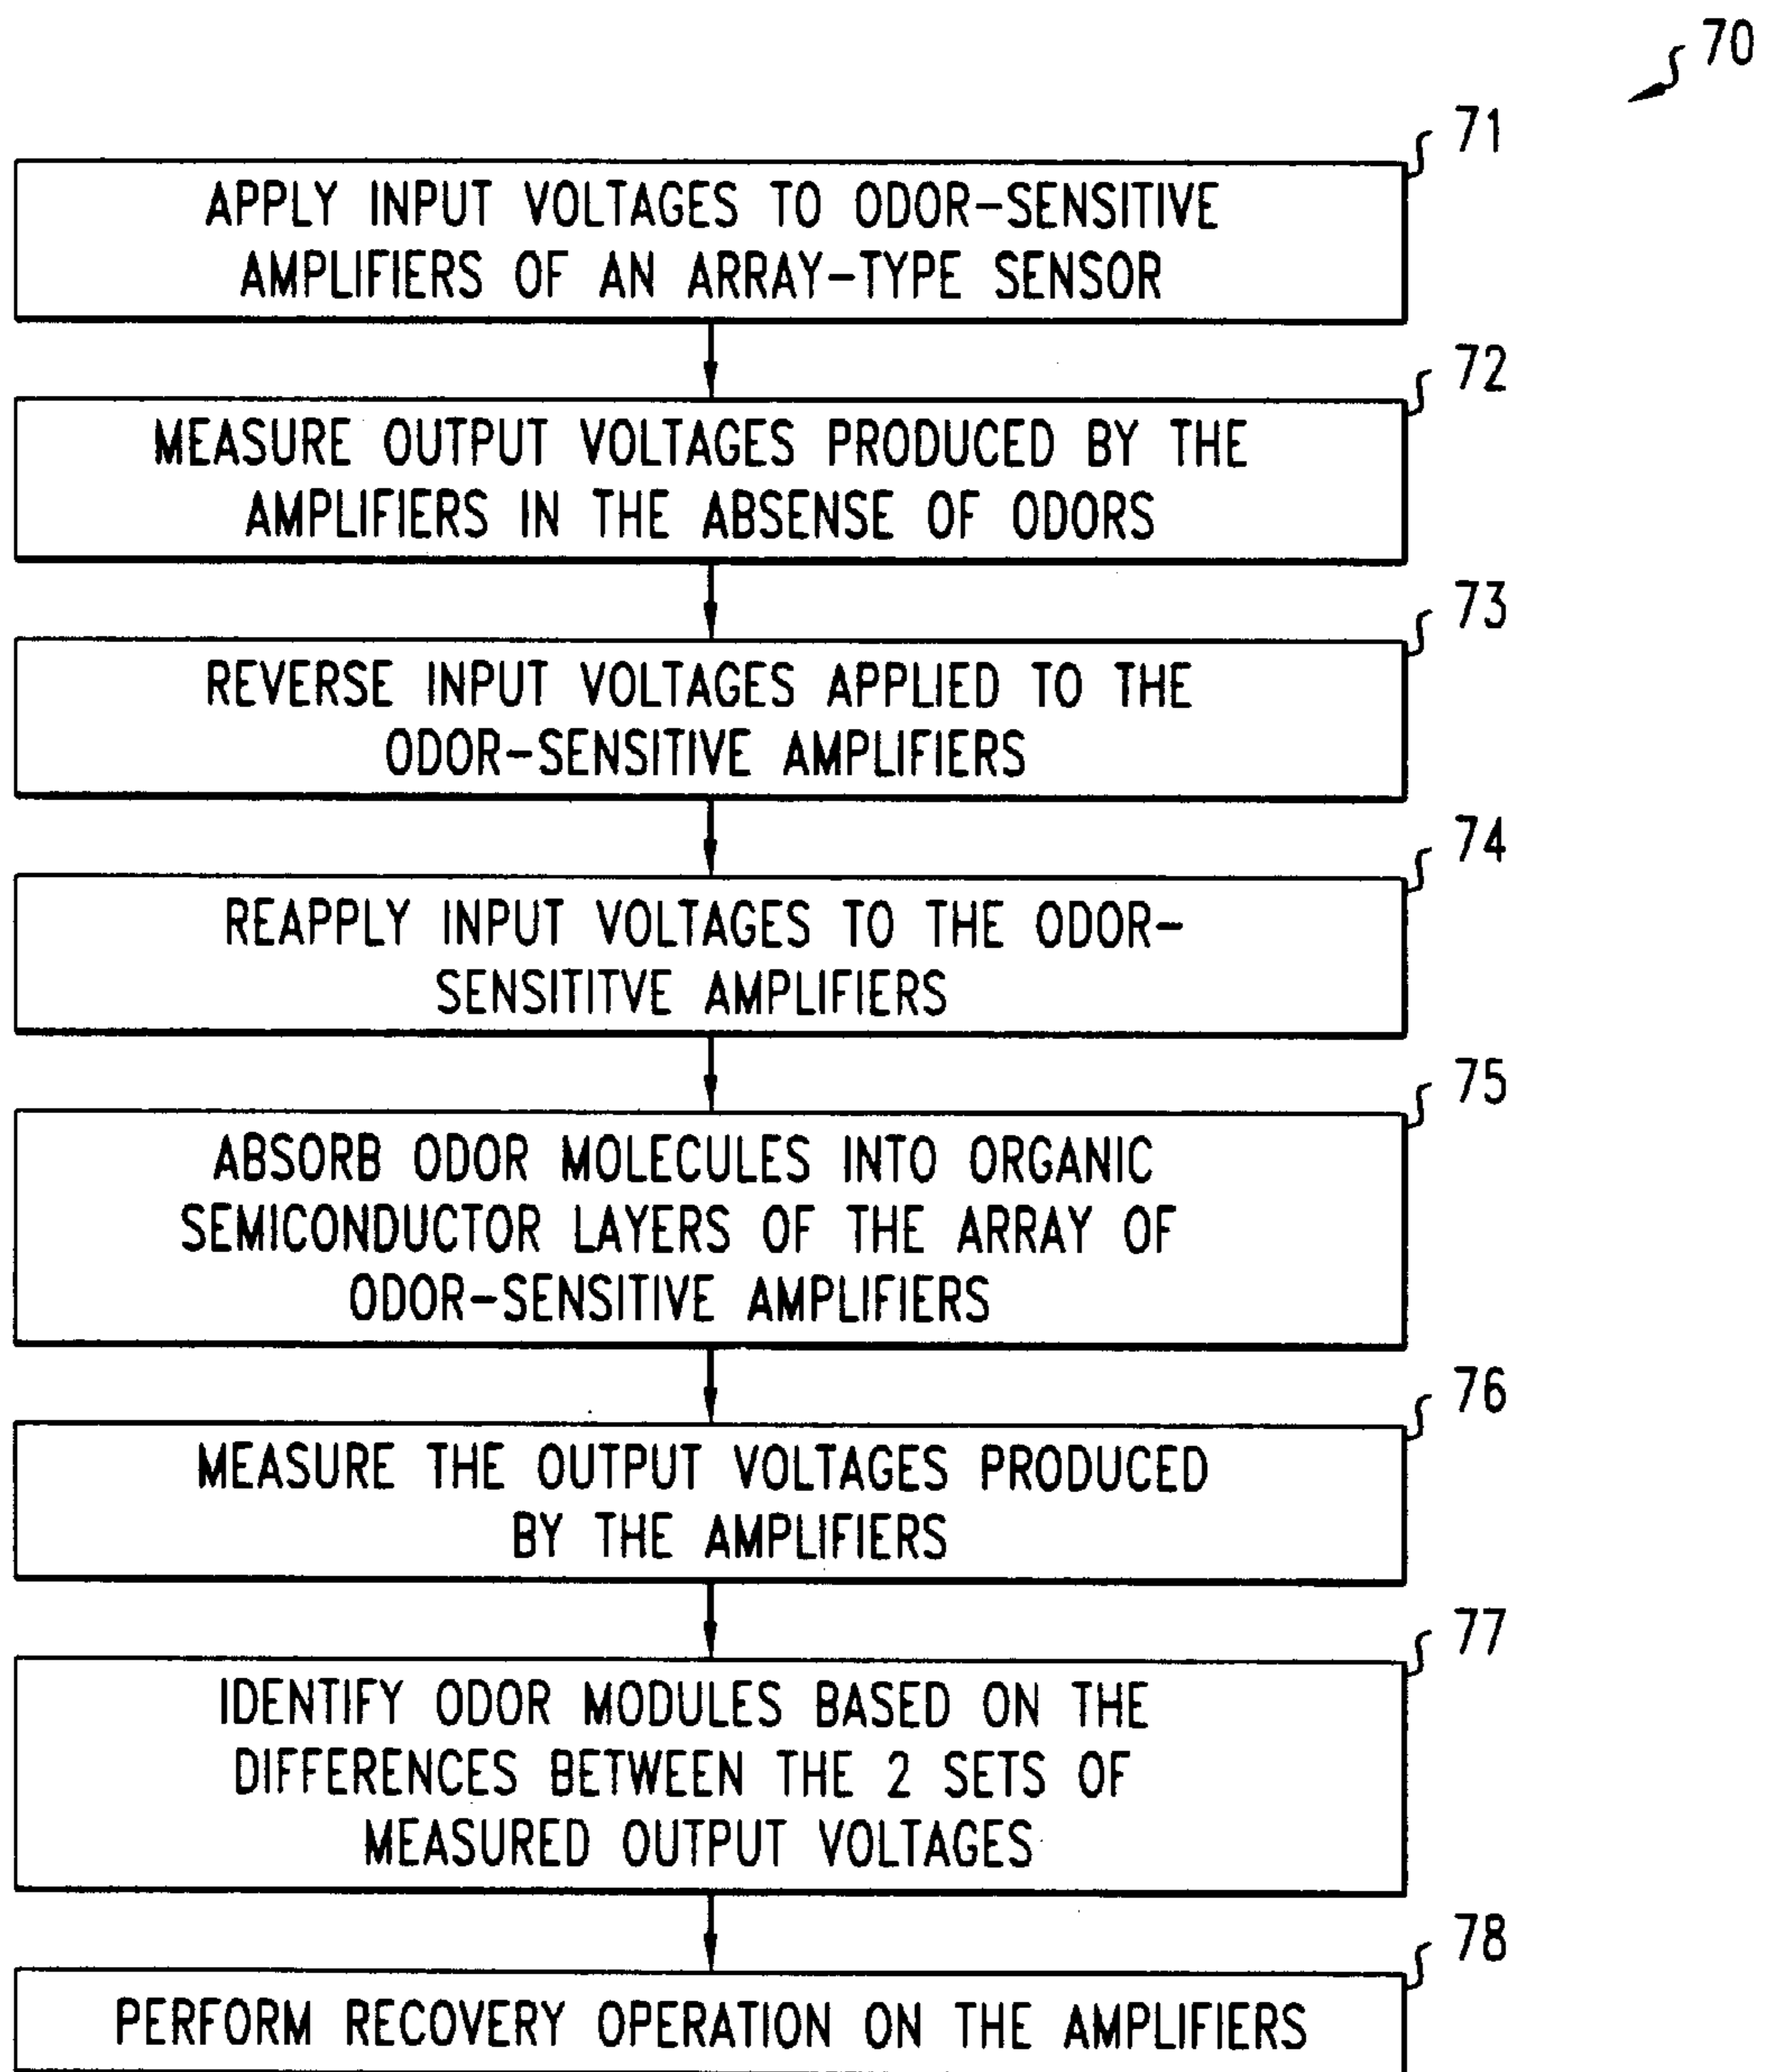 70
71
APPLY INPUT VOLTAGES TO ODOR-SENSITIVE
AMPLIFIERS OF AN ARRAY-TYPE SENSOR
72
MEASURE OUTPUT VOLTAGES PRODUCED BY THE
AMPLIFIERS IN THE ABSENSE OF ODORS
73
REVERSE INPUT VOLTAGES APPLIED TO THE
ODOR-SENSITIVE AMPLIFIERS
74
REAPPLY INPUT VOLTAGES TO THE ODOR-
SENSITITVE AMPLIFIERS
75
ABSORB ODOR MOLECULES INTO ORGANIC
SEMICONDUCTOR LAYERS OF THE ARRAY OF
ODOR-SENSITIVE AMPLIFIERS
76
MEASURE THE OUTPUT VOLTAGES PRODUCED
BY THE AMPLIFIERS
77
IDENTIFY ODOR MODULES BASED ON THE
DIFFERENCES BETWEEN THE 2 SETS OF
MEASURED OUTPUT VOLTAGES
78
PERFORM RECOVERY OPERATION ON THE AMPLIFIERS